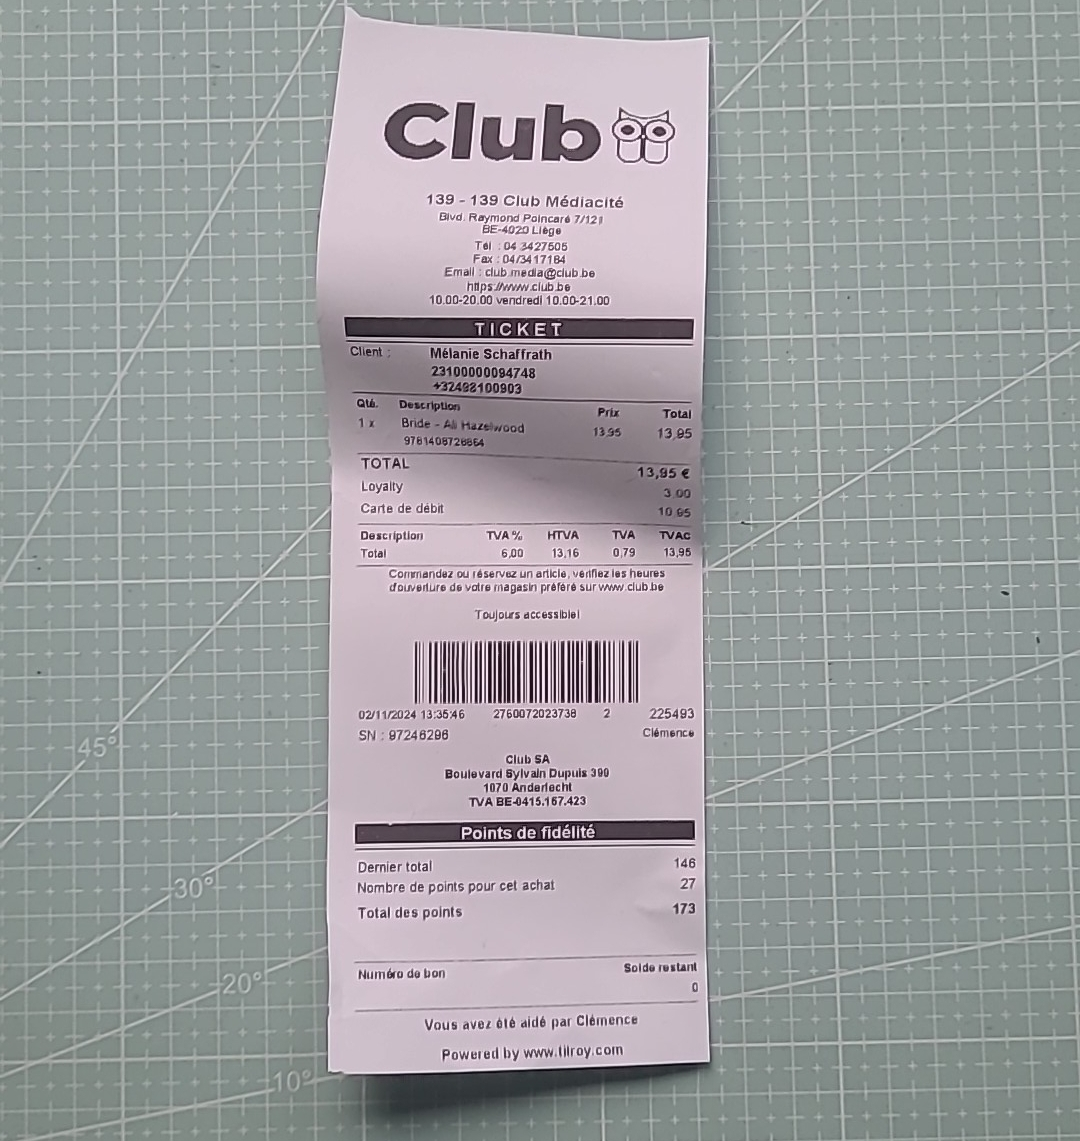 Club
139 - 139 Club Médiacité
Blvd. Raymond Poincaré 7/121
BE-4020 Liège
Tel : 04 3427505
Fax : 04/3417184
Email : club.media@club.be
https://www.club.be
10.00-20.00 vendredi 10.00-21.00
TICKET
Client : Mélanie Schaffrath
23100000094748
+32498100903
Qté. Description Prix Total
1 x Bride - Ali Hazelwood 13,95 13,95
9781408728864
TOTAL 13,95 €
Loyalty 3,00
Carte de débit 10,95
Description TVA % HTVA TVA TVAC
Total 6,00 13,16 0,79 13,95
Commandez ou réservez un article, vérifiez les heures
d'ouverture de votre magasin préféré sur www.club.be
Toujours accessible!
02/11/2024 13:35:46 2760072023738 2 225493
SN : 97246296 Clémence
Club SA
Boulevard Sylvain Dupuis 399
1070 Anderlecht
TVA BE-0415.167.423
Points de fidélité
Dernier total 146
Nombre de points pour cet achat 27
Total des points 173
Numéro de bon Solde restant
0
Vous avez été aidé par Clémence
Powered by www.tilroy.com
45°
30°
20°
10°